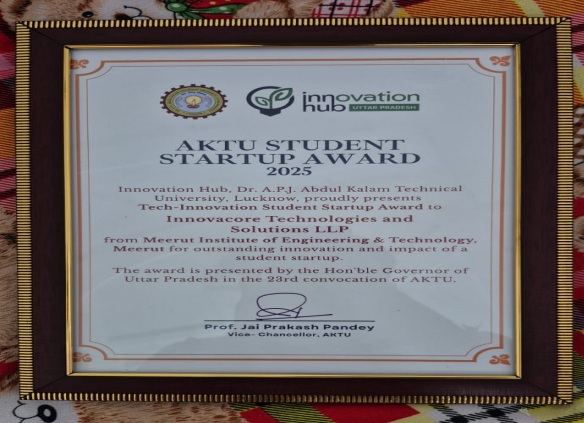 innovation
hub UTTAR PRADESH
AKTU STUDENT
STARTUP AWARD
2025
Innovation Hub, Dr. A.P.J. Abdul Kalam Technical
University, Lucknow, proudly presents
Tech-Innovation Student Startup Award to
Innovacore Technologies and
Solutions LLP
from Meerut Institute of Engineering & Technology,
Meerut for outstanding innovation and impact of a
student startup.
The award is presented by the Hon'ble Governor of
Uttar Pradesh in the 23rd convocation of AKTU.
Prof. Jai Prakash Pandey
Vice- Chancellor, AKTU